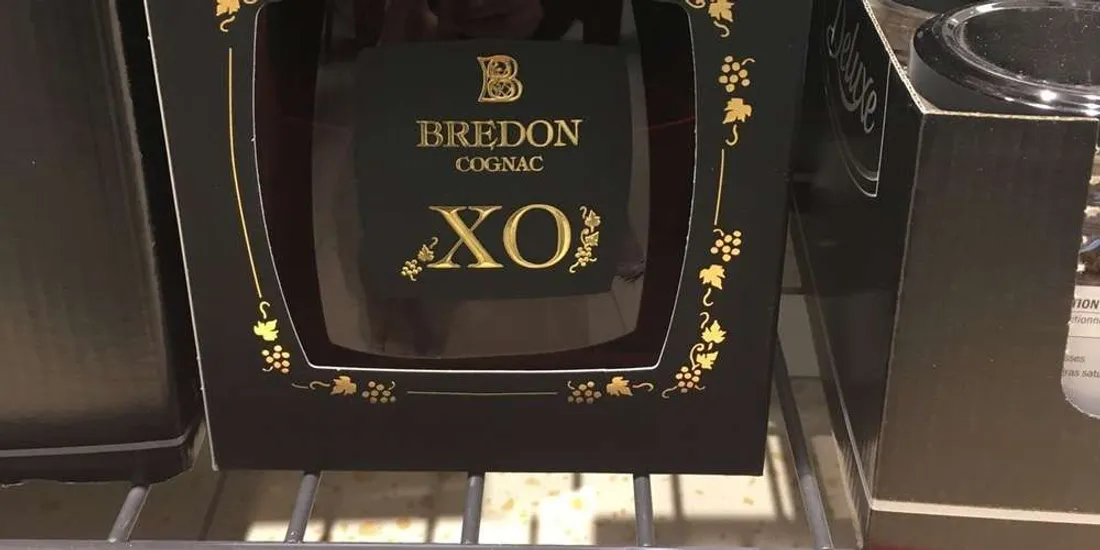 B
BREDON
COGNAC
XO
Deluxe